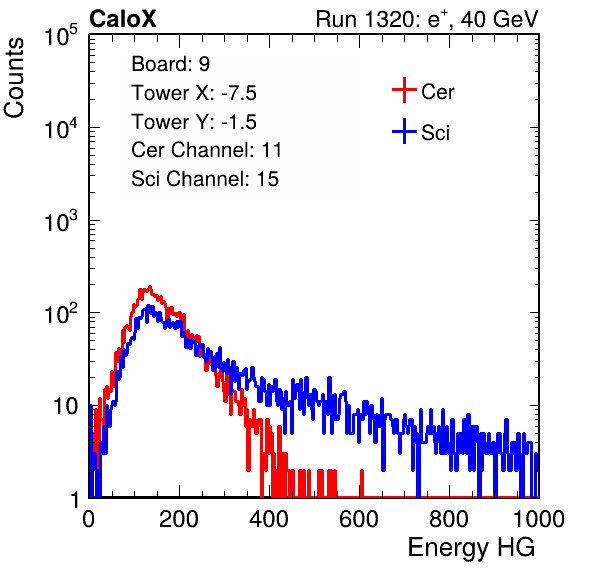 CaloX Run 1320: e⁺, 40 GeV
Counts
Board: 9
Tower X: -7.5
Tower Y: -1.5
Cer Channel: 11
Sci Channel: 15
Cer
Sci
10⁵
10⁴
10³
10²
10
1
0 200 400 600 800 1000
Energy HG